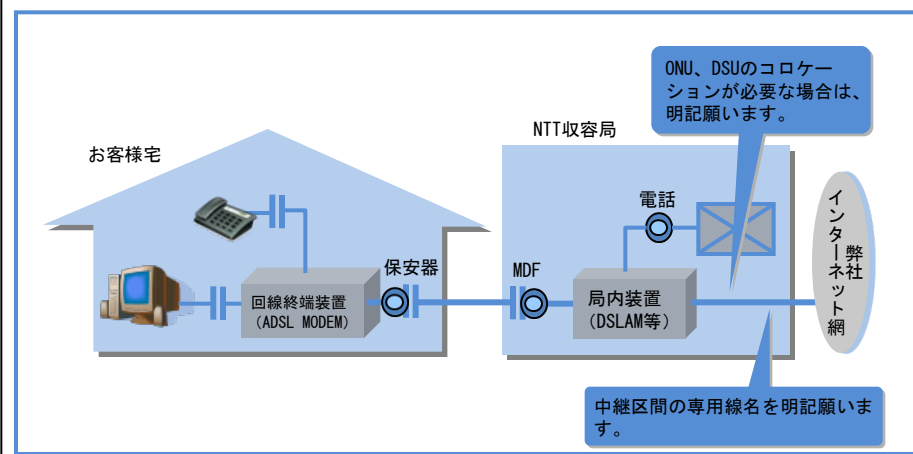 ONU、DSUのコロケー
ションが必要な場合は、
明記願います。
NTT収容局
お客様宅
電話
保安器
MDF
回線終端装置
(ADSL MODEM)
局内装置
(DSLAM等)
弊社
インターネット網
中継区間の専用線名を明記願いま
す。